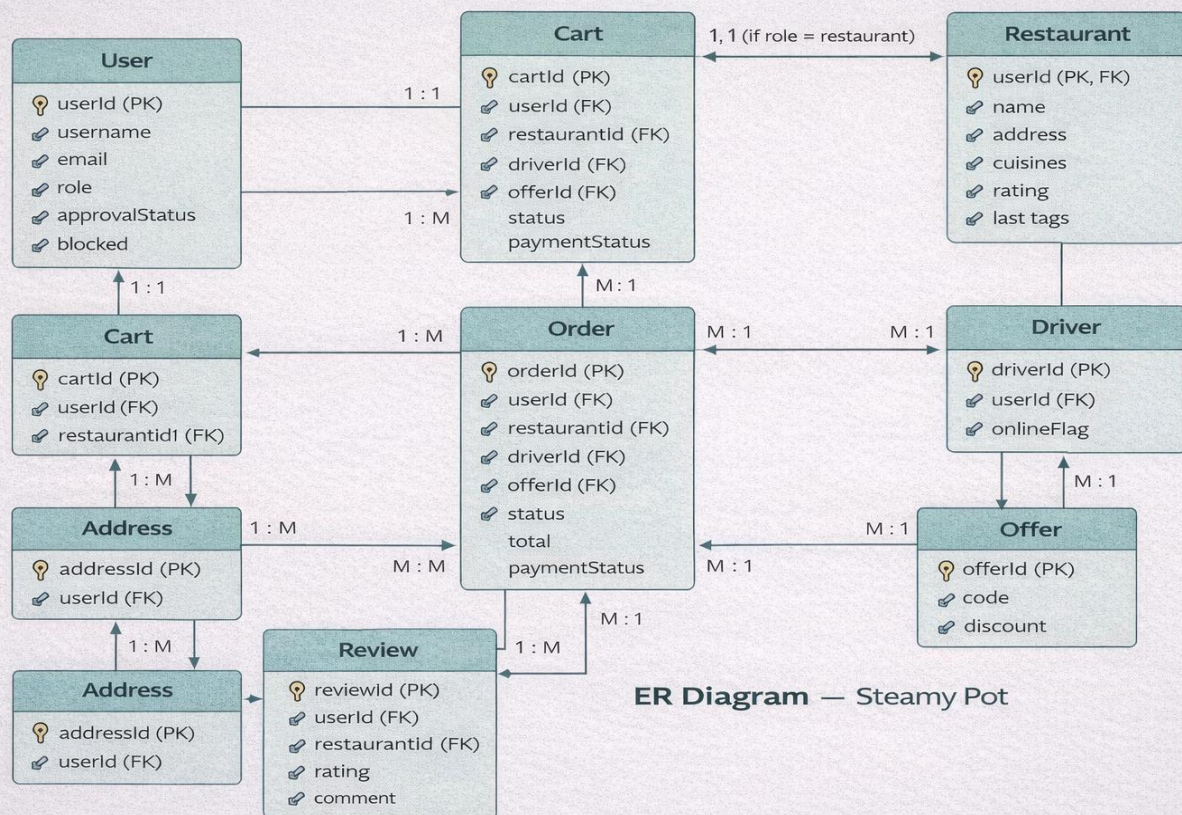 User
userId (PK)
username
email
role
approvalStatus
blocked
1 : 1
1 : M
Cart
cartId (PK)
userId (FK)
restaurantid (FK)
driverId (FK)
offerId (FK)
status
paymentStatus
1, 1 (if role = restaurant)
Restaurant
userId (PK, FK)
name
address
cuisines
rating
last tags
1 : 1
M : 1
Cart
cartId (PK)
userId (FK)
restaurantid1 (FK)
1 : M
Order
orderId (PK)
userId (FK)
restaurantid (FK)
driverId (FK)
offerId (FK)
status
total
paymentStatus
M : 1
M : 1
Driver
driverId (PK)
userId (FK)
onlineFlag
1 : M
M : 1
Address
addressId (PK)
userId (FK)
1 : M
M : M
M : 1
M : 1
Offer
offerId (PK)
code
discount
1 : M
Address
addressId (PK)
userId (FK)
Review
reviewId (PK)
userId (FK)
restaurantid (FK)
rating
comment
1 : M
M : 1
ER Diagram — Steamy Pot